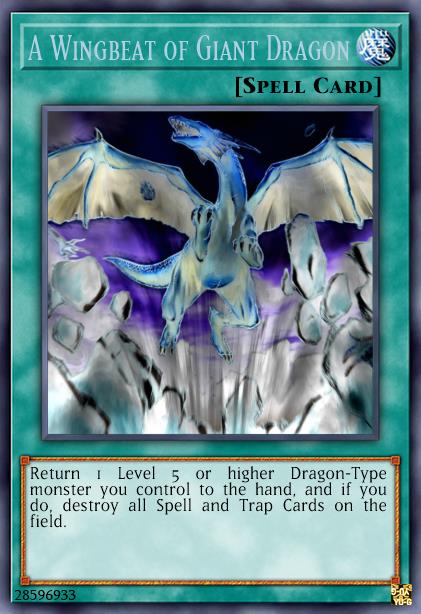 A Wingbeat of Giant Dragon 魔
[Spell Card]
Return 1 Level 5 or higher Dragon-Type
monster you control to the hand, and if you
do, destroy all Spell and Trap Cards on the
field.
28596933